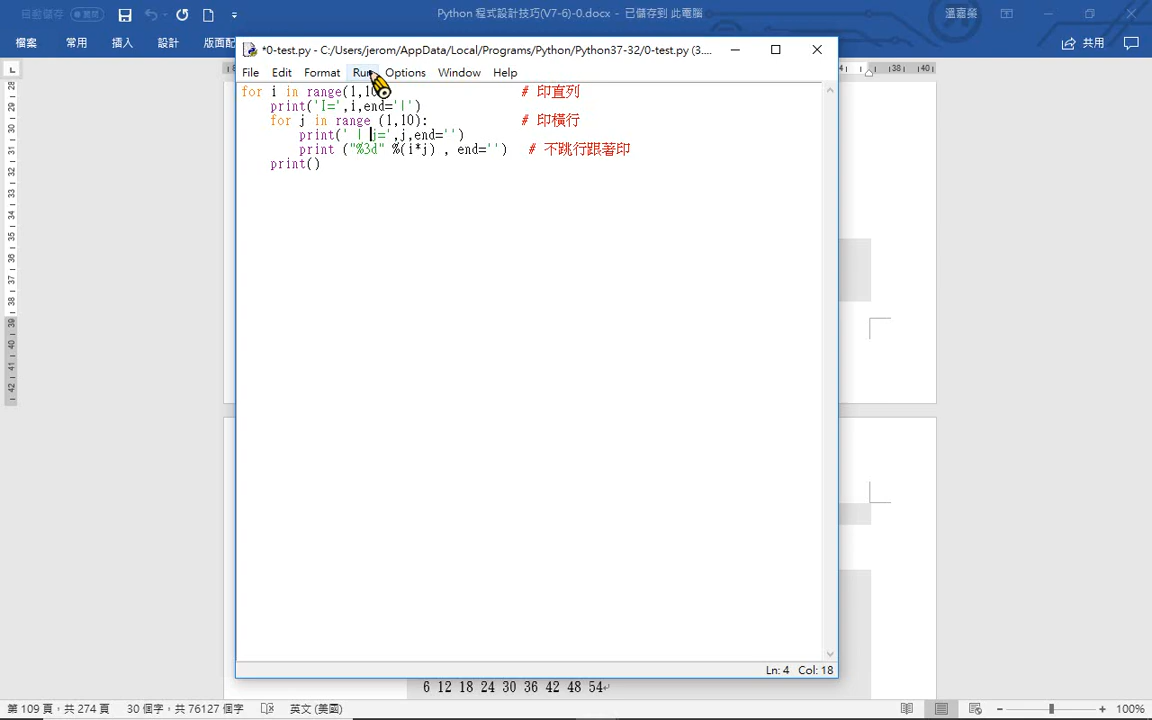 Python 程式設計技巧(V7-6)-0.docx - 已儲存到 此電腦
溫嘉榮
檔案 常用 插入 設計 版面配
共用
*0-test.py - C:/Users/jerom/AppData/Local/Programs/Python/Python37-32/0-test.py (3....
File Edit Format Run Options Window Help
for i in range(1,10 # 印直列
print('I=',i,end='|')
for j in range (1,10): # 印橫行
print(' | j=',j,end='')
print ("%3d" %(i*j) , end='') # 不跳行跟著印
print()
Ln: 4 Col: 18
6 12 18 24 30 36 42 48 54
第 109 頁，共 274 頁 30 個字，共 76127 個字 英文 (美國) 100%